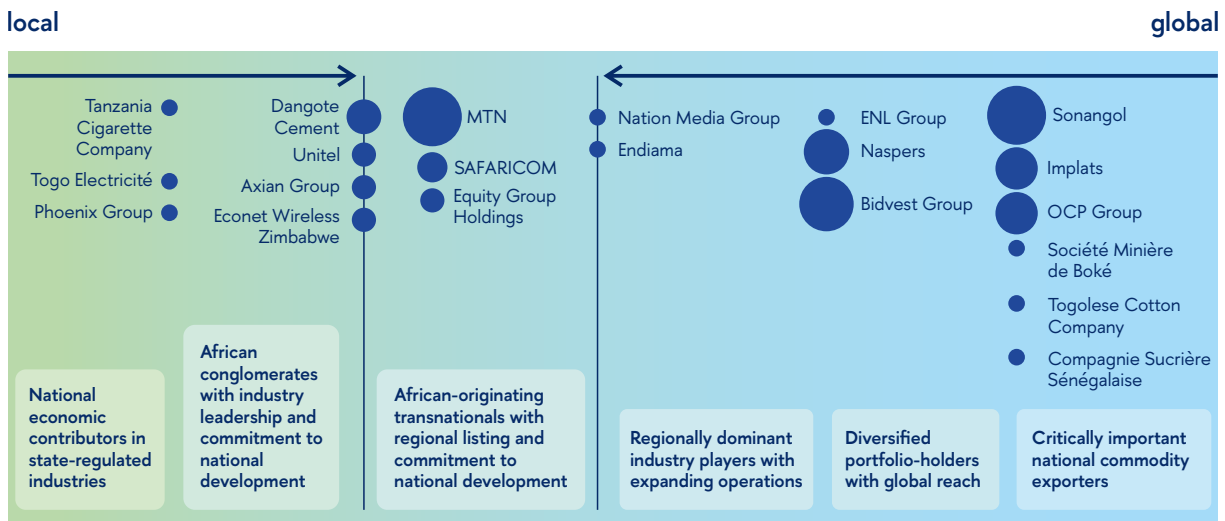 local
global
Tanzania
Cigarette
Company
Togo Electricité
Phoenix Group
Dangote
Cement
Unitel
Axian Group
Econet Wireless
Zimbabwe
MTN
SAFARICOM
Equity Group
Holdings
Nation Media Group
Endiama
ENL Group
Naspers
Bidvest Group
Sonangol
Implats
OCP Group
Société Minière
de Boké
Togolese Cotton
Company
Compagnie Sucrière
Sénégalaise
National
economic
contributors in
state-regulated
industries
African
conglomerates
with industry
leadership and
commitment to
national
development
African-originating
transnationals with
regional listing and
commitment to
national development
Regionally dominant
industry players with
expanding operations
Diversified
portfolio-holders
with global reach
Critically important
national commodity
exporters